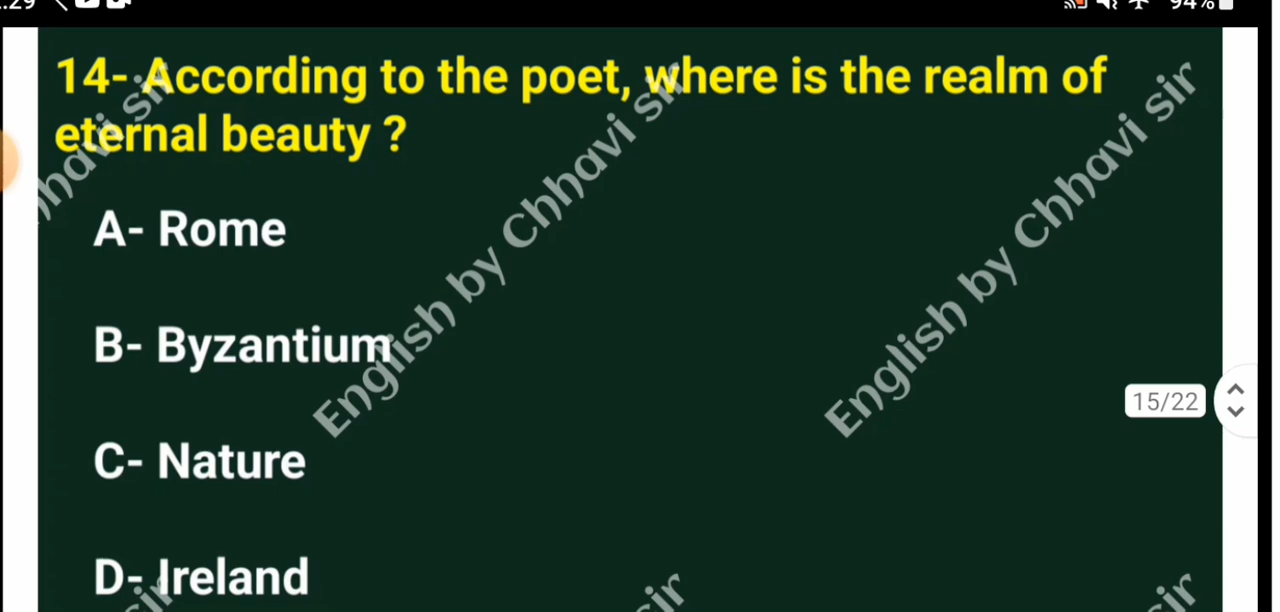 14- According to the poet, where is the realm of
eternal beauty ?
A- Rome
B- Byzantium
C- Nature
D- Ireland
15/22
English by Chhavi sir
English by Chhavi sir
94%